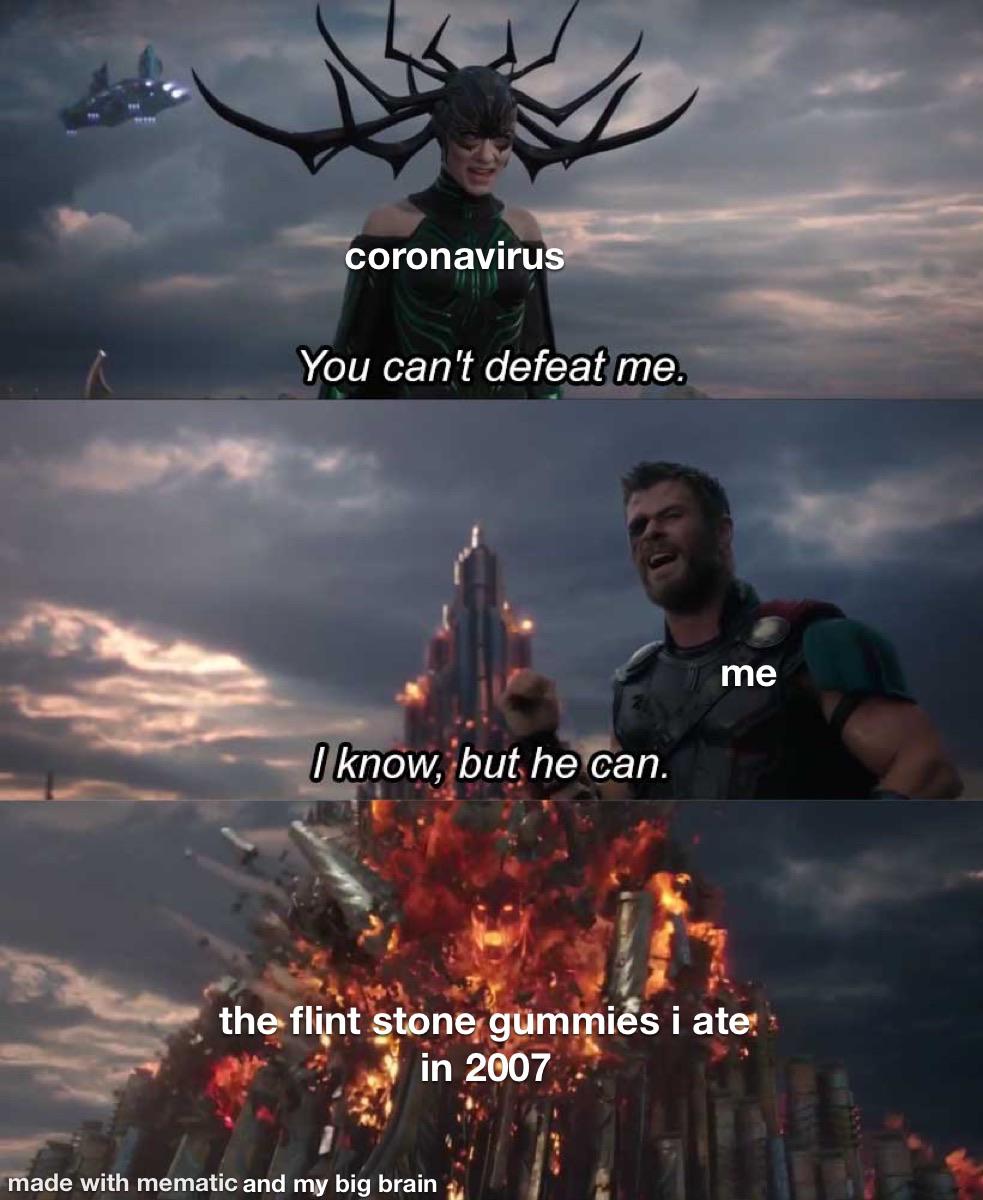 coronavirus
You can't defeat me.
me
I know, but he can.
the flint stone gummies i ate
in 2007
made with mematic and my big brain